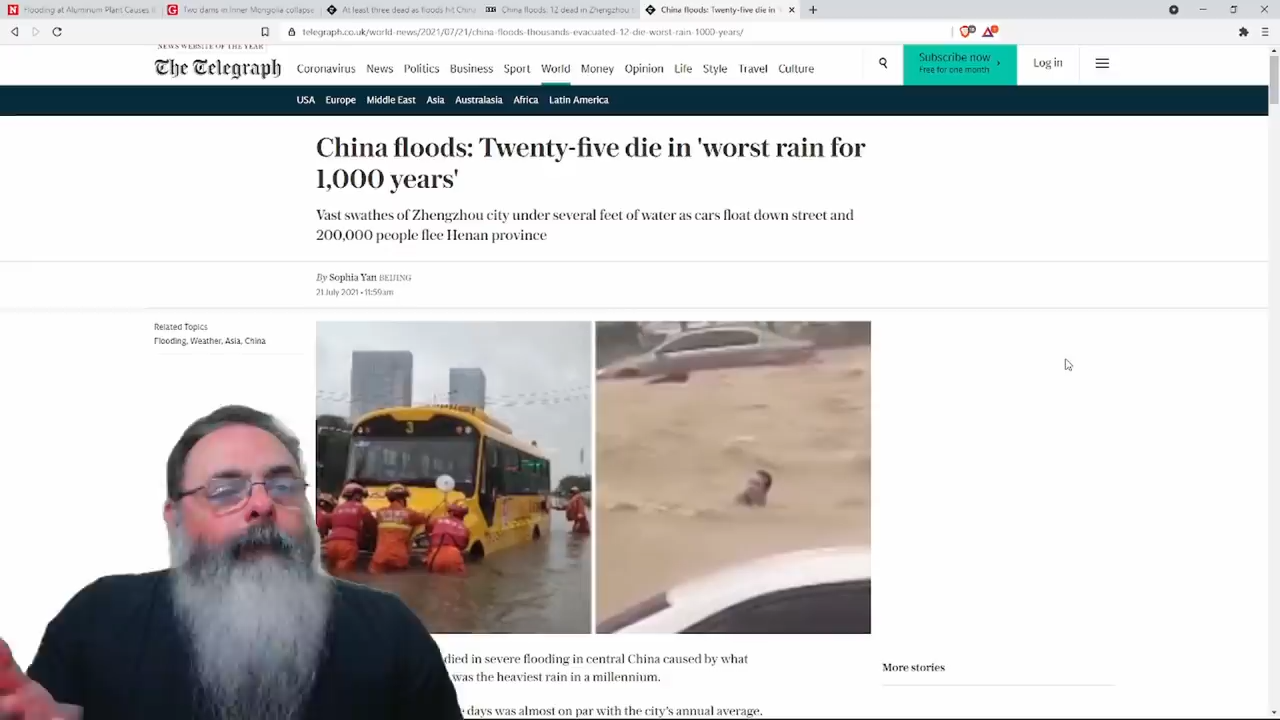 Flooding at Aluminum Plant Causes
Two dams in Inner Mongolia collapse
At least three dead as floods hit China
China floods: 12 dead in Zhengzhou
China floods: Twenty-five die in
telegraph.co.uk/world-news/2021/07/21/china-floods-thousands-evacuated-12-die-worst-rain-1000-years/
NEWS WEBSITE OF THE YEAR
The Telegraph
Coronavirus News Politics Business Sport World Money Opinion Life Style Travel Culture
Subscribe now
Free for one month
Log in
USA Europe Middle East Asia Australasia Africa Latin America
China floods: Twenty-five die in 'worst rain for
1,000 years'
Vast swathes of Zhengzhou city under several feet of water as cars float down street and
200,000 people flee Henan province
By Sophia Yan BEIJING
21 July 2021 • 11:59am
Related Topics
Flooding, Weather, Asia, China
3
died in severe flooding in central China caused by what
was the heaviest rain in a millennium.
days was almost on par with the city's annual average.
More stories